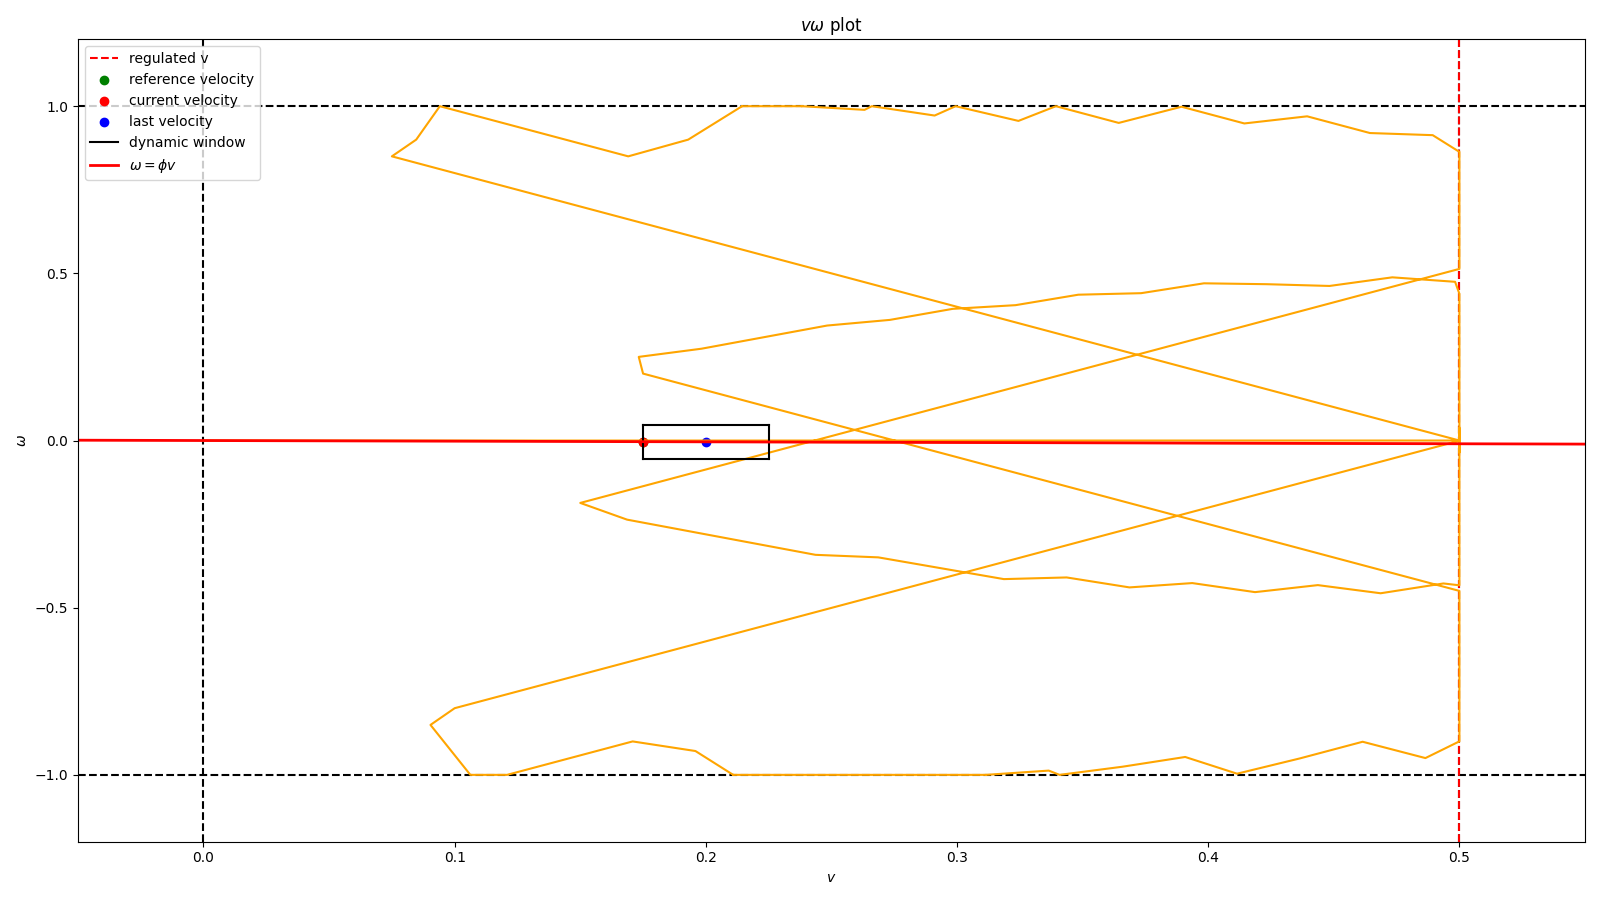 vω plot
regulated v
reference velocity
current velocity
last velocity
dynamic window
ω = ϕv
1.0
0.5
0.0
−0.5
−1.0
ω
0.0 0.1 0.2 0.3 0.4 0.5
v